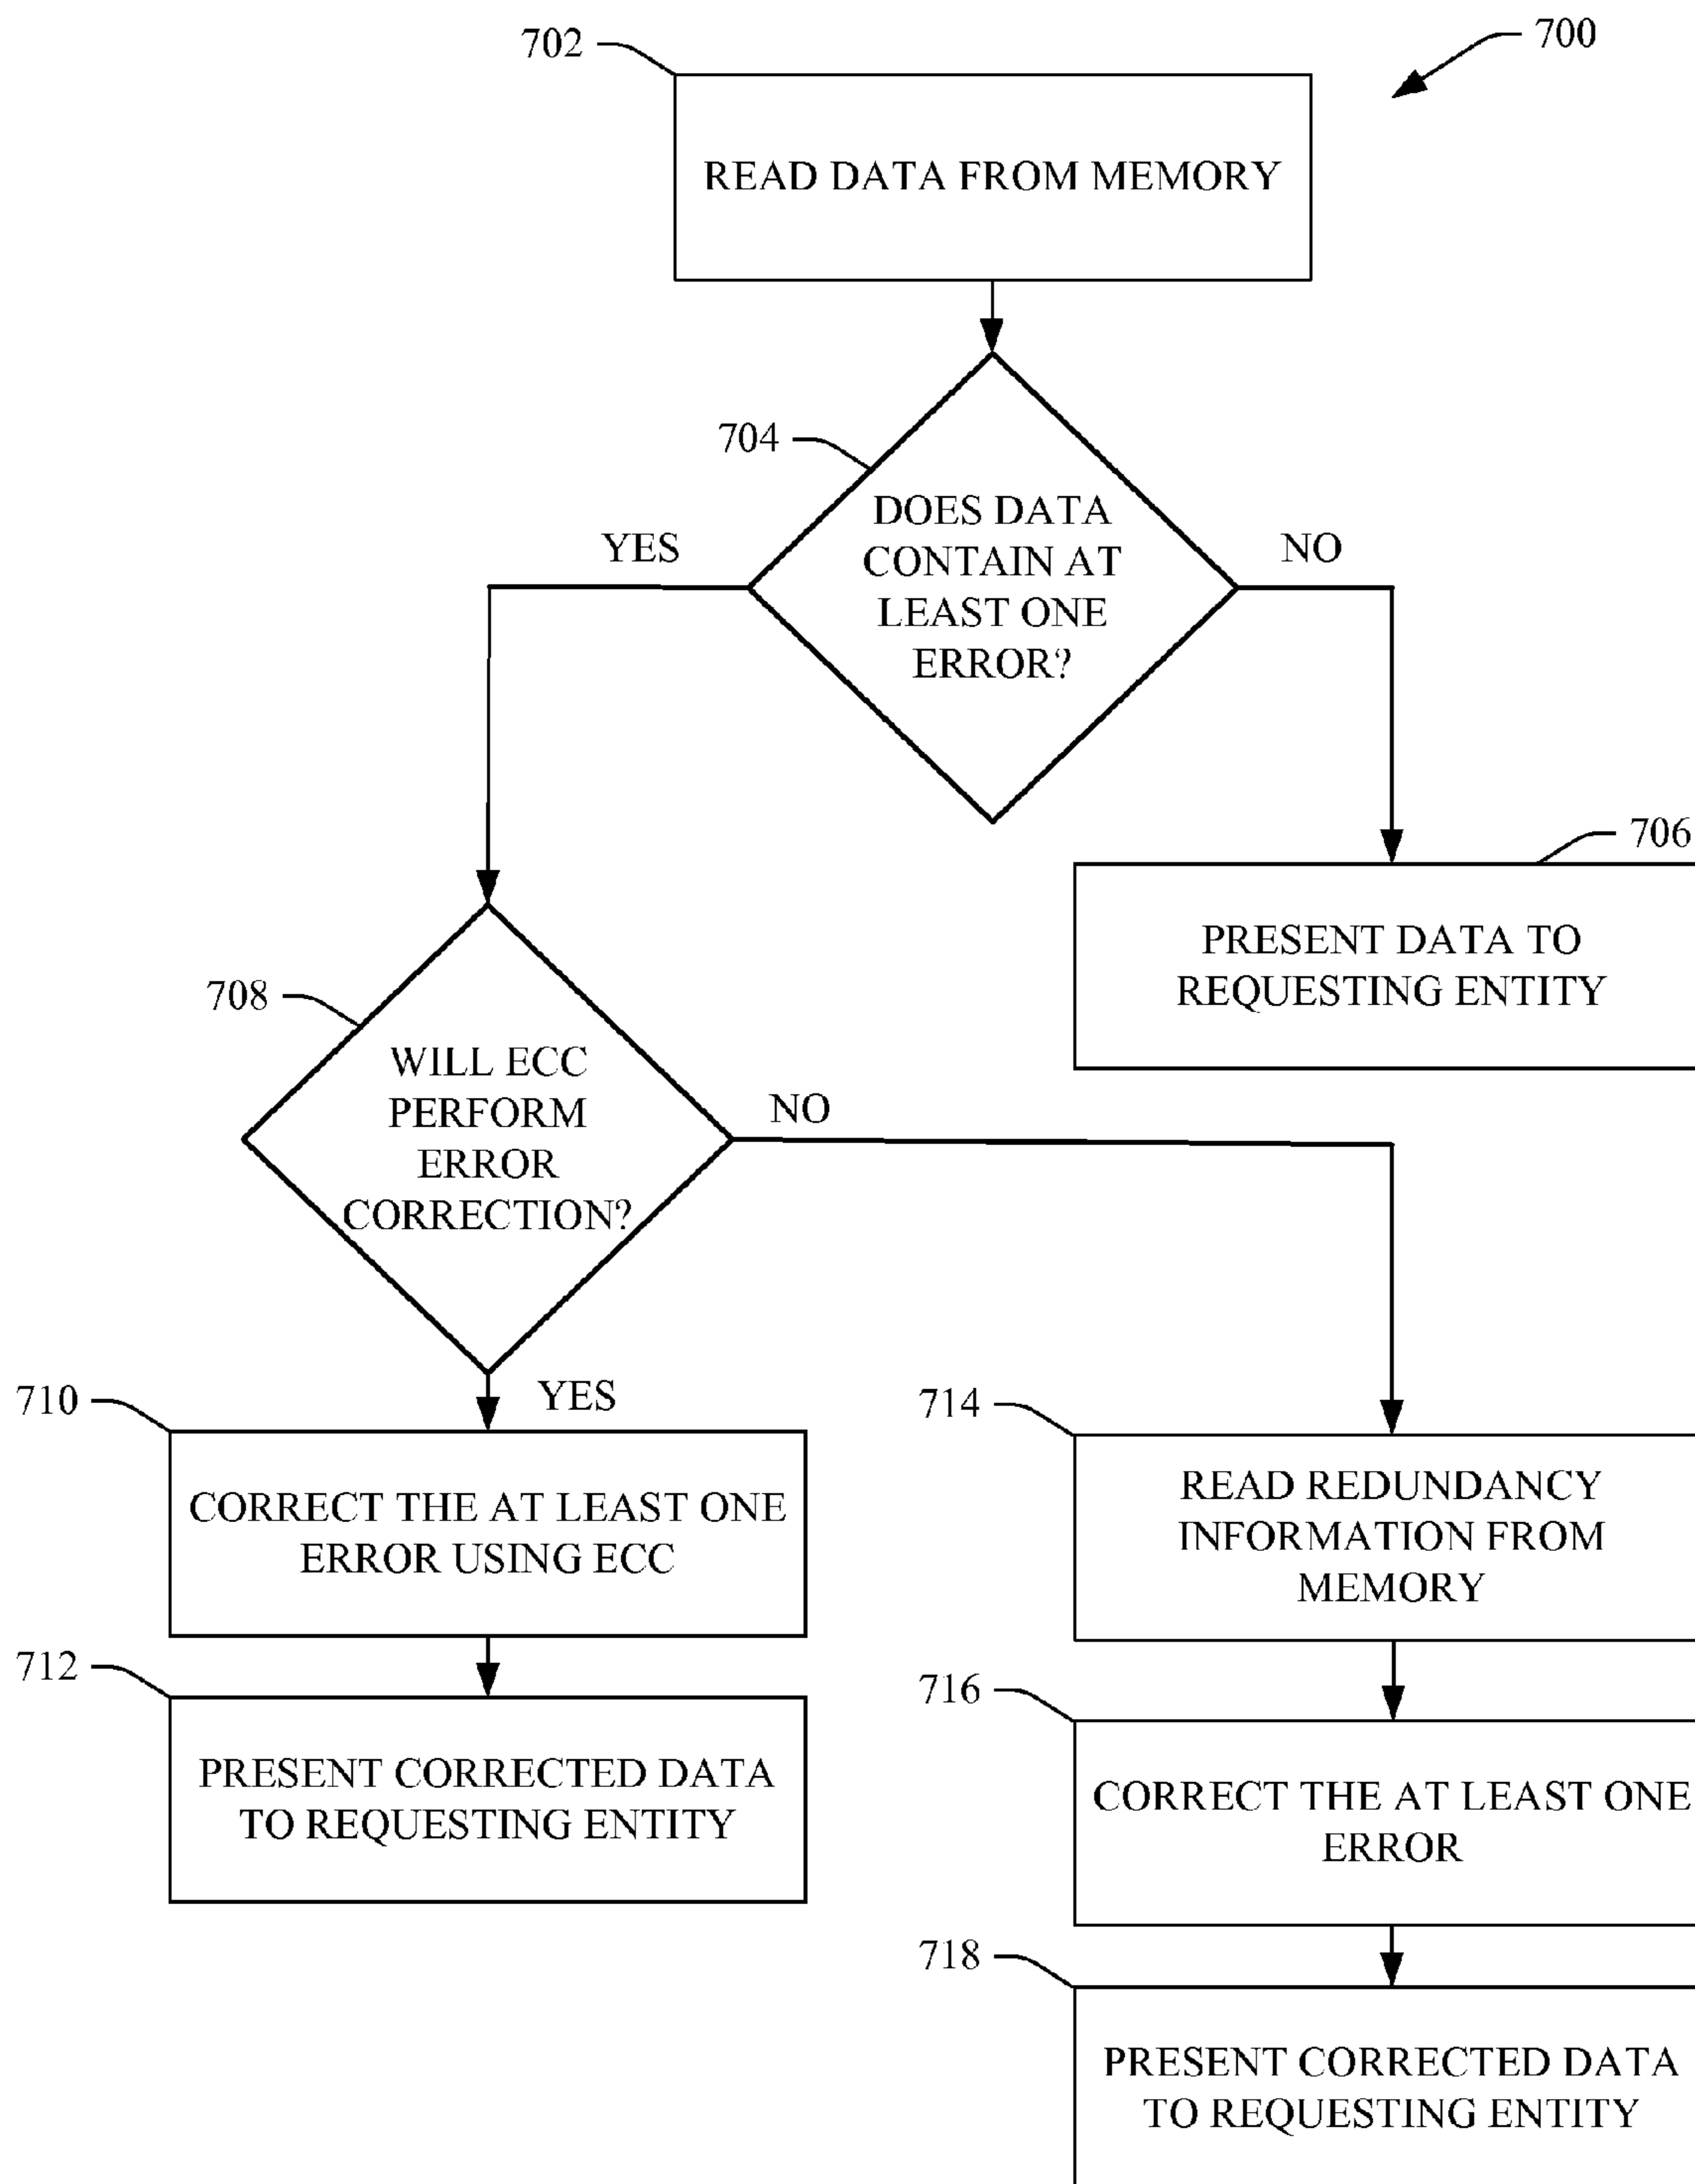 702
700
READ DATA FROM MEMORY
704
DOES DATA
CONTAIN AT
LEAST ONE
ERROR?
YES
NO
706
PRESENT DATA TO
REQUESTING ENTITY
708
WILL ECC
PERFORM
ERROR
CORRECTION?
NO
YES
710
CORRECT THE AT LEAST ONE
ERROR USING ECC
712
PRESENT CORRECTED DATA
TO REQUESTING ENTITY
714
READ REDUNDANCY
INFORMATION FROM
MEMORY
716
CORRECT THE AT LEAST ONE
ERROR
718
PRESENT CORRECTED DATA
TO REQUESTING ENTITY